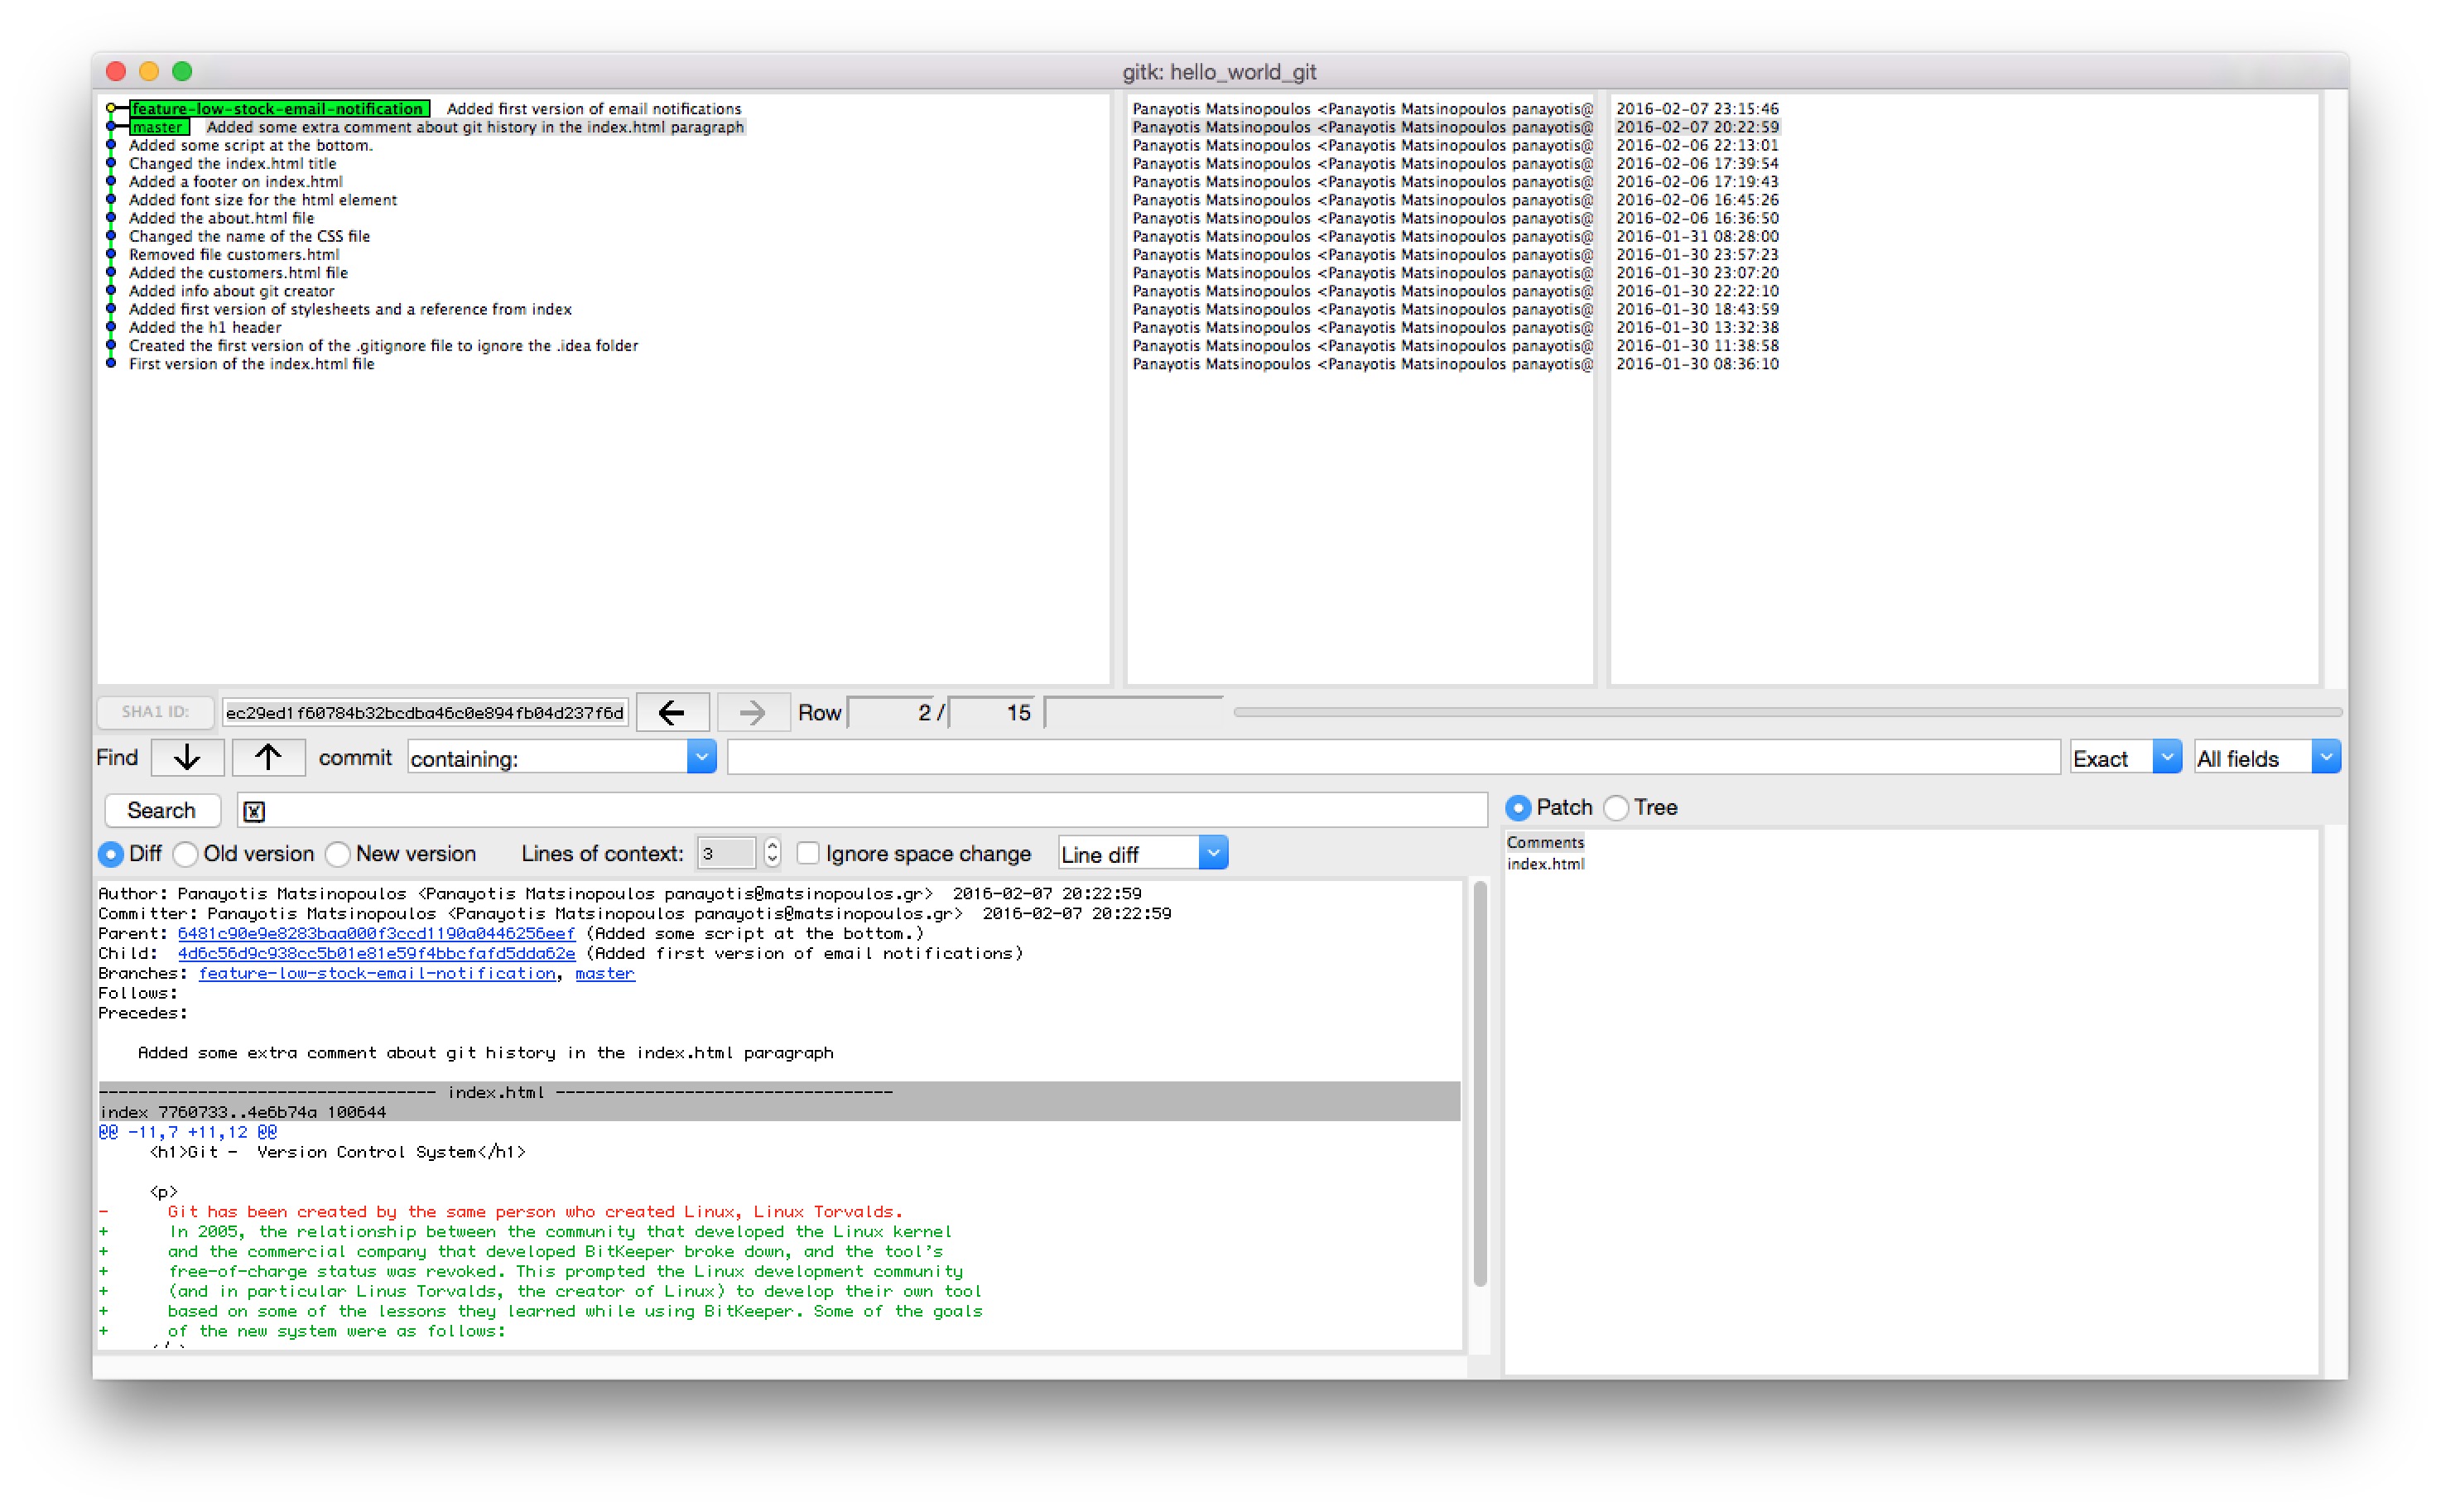 gitk: hello_world_git
feature-low-stock-email-notification Added first version of email notifications Panayotis Matsinopoulos <Panayotis Matsinopoulos panayotis@ 2016-02-07 23:15:46
master Added some extra comment about git history in the index.html paragraph Panayotis Matsinopoulos <Panayotis Matsinopoulos panayotis@ 2016-02-07 20:22:59
Added some script at the bottom. Panayotis Matsinopoulos <Panayotis Matsinopoulos panayotis@ 2016-02-06 22:13:01
Changed the index.html title Panayotis Matsinopoulos <Panayotis Matsinopoulos panayotis@ 2016-02-06 17:39:54
Added a footer on index.html Panayotis Matsinopoulos <Panayotis Matsinopoulos panayotis@ 2016-02-06 17:19:43
Added font size for the html element Panayotis Matsinopoulos <Panayotis Matsinopoulos panayotis@ 2016-02-06 16:45:26
Added the about.html file Panayotis Matsinopoulos <Panayotis Matsinopoulos panayotis@ 2016-02-06 16:36:50
Changed the name of the CSS file Panayotis Matsinopoulos <Panayotis Matsinopoulos panayotis@ 2016-01-31 08:28:00
Removed file customers.html Panayotis Matsinopoulos <Panayotis Matsinopoulos panayotis@ 2016-01-30 23:57:23
Added the customers.html file Panayotis Matsinopoulos <Panayotis Matsinopoulos panayotis@ 2016-01-30 23:07:20
Added info about git creator Panayotis Matsinopoulos <Panayotis Matsinopoulos panayotis@ 2016-01-30 22:22:10
Added first version of stylesheets and a reference from index Panayotis Matsinopoulos <Panayotis Matsinopoulos panayotis@ 2016-01-30 18:43:59
Added the h1 header Panayotis Matsinopoulos <Panayotis Matsinopoulos panayotis@ 2016-01-30 13:32:38
Created the first version of the .gitignore file to ignore the .idea folder Panayotis Matsinopoulos <Panayotis Matsinopoulos panayotis@ 2016-01-30 11:38:58
First version of the index.html file Panayotis Matsinopoulos <Panayotis Matsinopoulos panayotis@ 2016-01-30 08:36:10
SHA1 ID: ec29ed1f60784b32bcdba46c0e894fb04d237f6d Row 2 / 15
Find commit containing: Exact All fields
Search
Patch Tree
Diff Old version New version Lines of context: 3 Ignore space change Line diff
Comments
index.html
Author: Panayotis Matsinopoulos <Panayotis Matsinopoulos panayotis@matsinopoulos.gr> 2016-02-07 20:22:59
Committer: Panayotis Matsinopoulos <Panayotis Matsinopoulos panayotis@matsinopoulos.gr> 2016-02-07 20:22:59
Parent: 6481c90e9e8283baa000f3ccd1190a0446256eef (Added some script at the bottom.)
Child: 4d6c56d9c938cc5b01e81e59f4bbcfafd5dda62e (Added first version of email notifications)
Branches: feature-low-stock-email-notification, master
Follows:
Precedes:
Added some extra comment about git history in the index.html paragraph
---------------------------------- index.html ----------------------------------
index 7760733..4e6b74a 100644
@@ -11,7 +11,12 @@
<h1>Git -  Version Control System</h1>
<p>
- Git has been created by the same person who created Linux, Linux Torvalds.
+ In 2005, the relationship between the community that developed the Linux kernel
+ and the commercial company that developed BitKeeper broke down, and the tool's
+ free-of-charge status was revoked. This prompted the Linux development community
+ (and in particular Linus Torvalds, the creator of Linux) to develop their own tool
+ based on some of the lessons they learned while using BitKeeper. Some of the goals
+ of the new system were as follows: